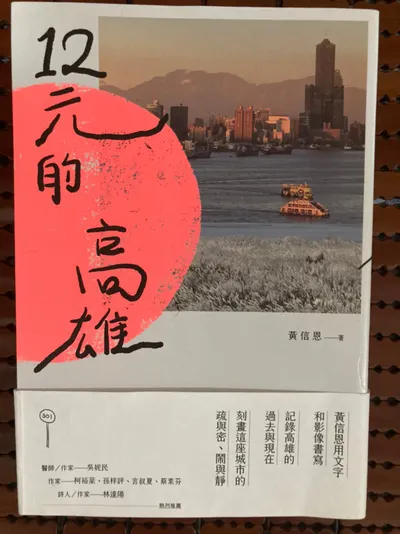 12
元
的
高
雄
黃信恩──著
黃信恩用文字
和影像書寫
記錄高雄的
過去與現在
刻畫這座城市的
疏與密、鬧與靜
301
醫師／作家──吳妮民
作家──柯裕棻、孫梓評、言叔夏、蔡素芬
詩人／作家──林達陽
熱烈推薦